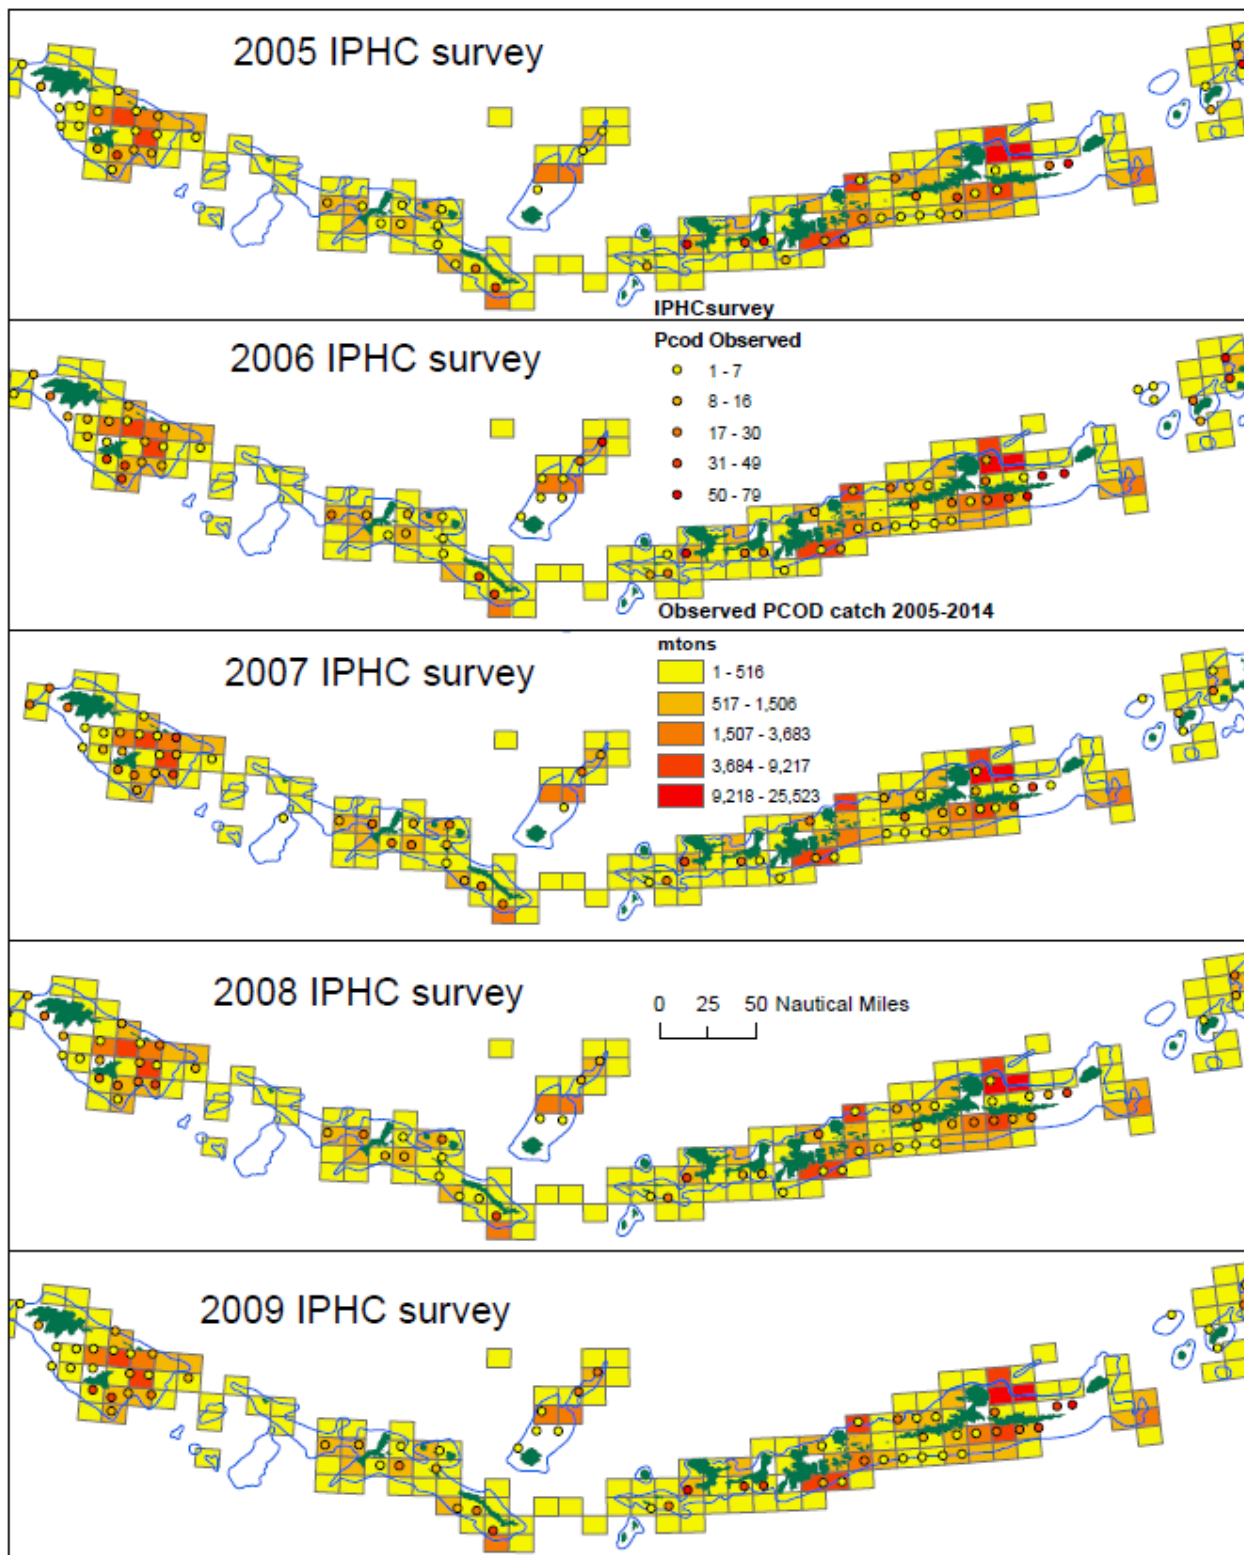 2005 IPHC survey
IPHCsurvey
2006 IPHC survey
Pcod Observed
1 - 7
8 - 16
17 - 30
31 - 49
50 - 79
Observed PCOD catch 2005-2014
2007 IPHC survey
mtons
1 - 516
517 - 1,506
1,507 - 3,683
3,684 - 9,217
9,218 - 25,523
2008 IPHC survey
0 25 50 Nautical Miles
2009 IPHC survey